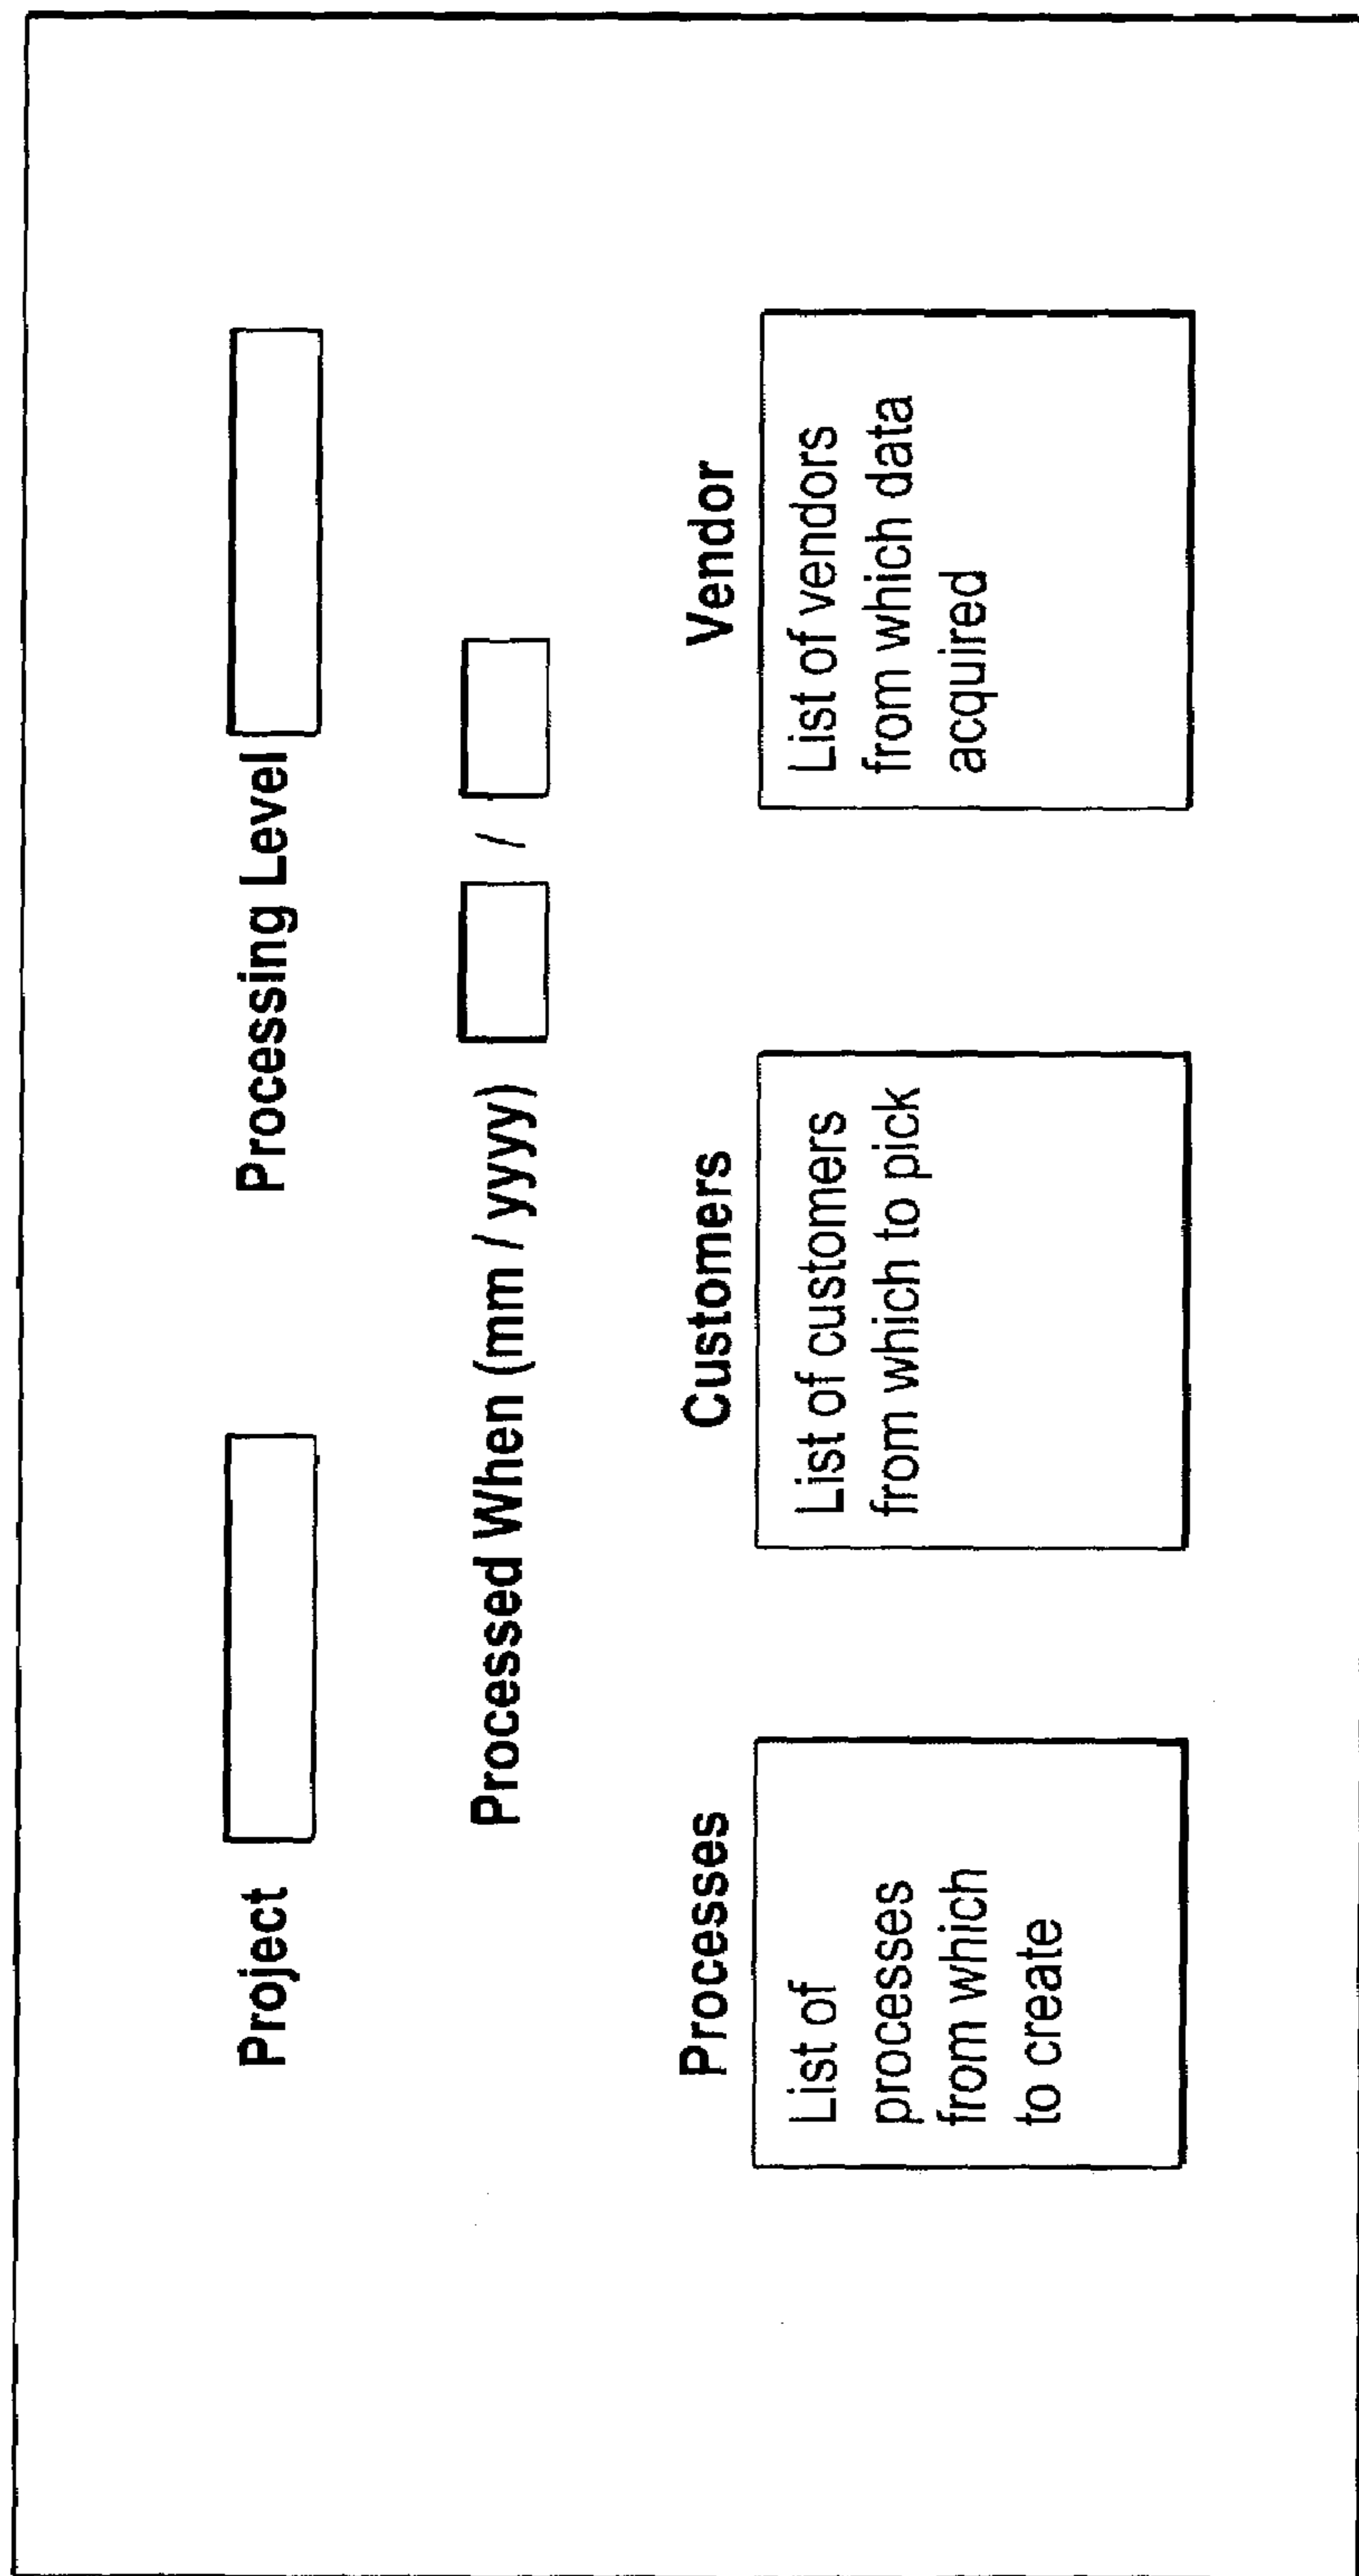 Project
Processing Level
Processed When (mm / yyyy)
/
Processes
List of
processes
from which
to create
Customers
List of customers
from which to pick
Vendor
List of vendors
from which data
acquired